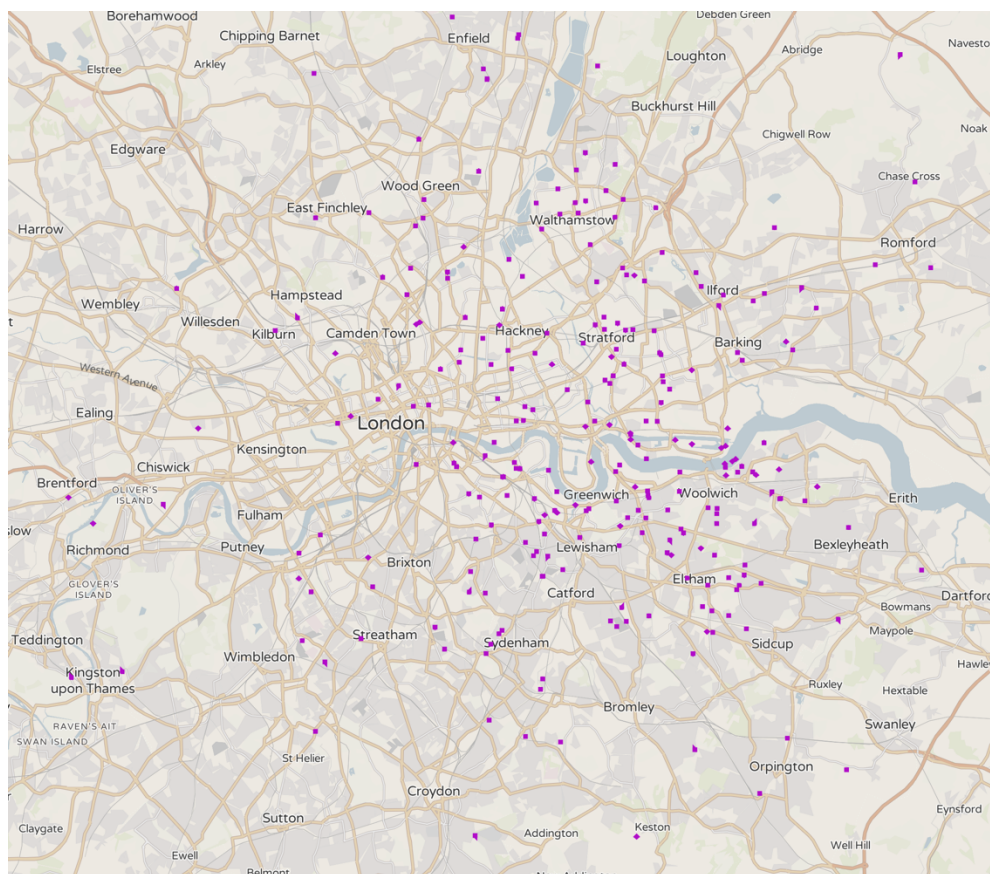 Borehamwood
Debden Green
Chipping Barnet
Enfield
Navesto
Abridge
Loughton
Arkley
Elstree
Buckhurst Hill
Chigwell Row
Noak
Edgware
Chase Cross
Wood Green
East Finchley
Walthamstow
Harrow
Romford
Ilford
Hampstead
Wembley
Willesden
t
Kilburn
Camden Town
Hackney
Stratford
Barking
Western Avenue
Ealing
London
Kensington
Chiswick
Brentford
OLIVER'S
ISLAND
Greenwich
Woolwich
Erith
Fulham
slow
Richmond
Putney
Lewisham
Bexleyheath
Brixton
Eltham
GLOVER'S
ISLAND
Catford
Dartford
Bowmans
Teddington
Streatham
Sydenham
Sidcup
Maypole
Wimbledon
Hawle
Kingston
upon Thames
Ruxley
Hextable
Bromley
RAVEN'S AIT
Swanley
SWAN ISLAND
St Helier
Orpington
Croydon
r
Eynsford
Sutton
Claygate
Addington
Keston
Well Hill
Ewell
Belmont
New Addington